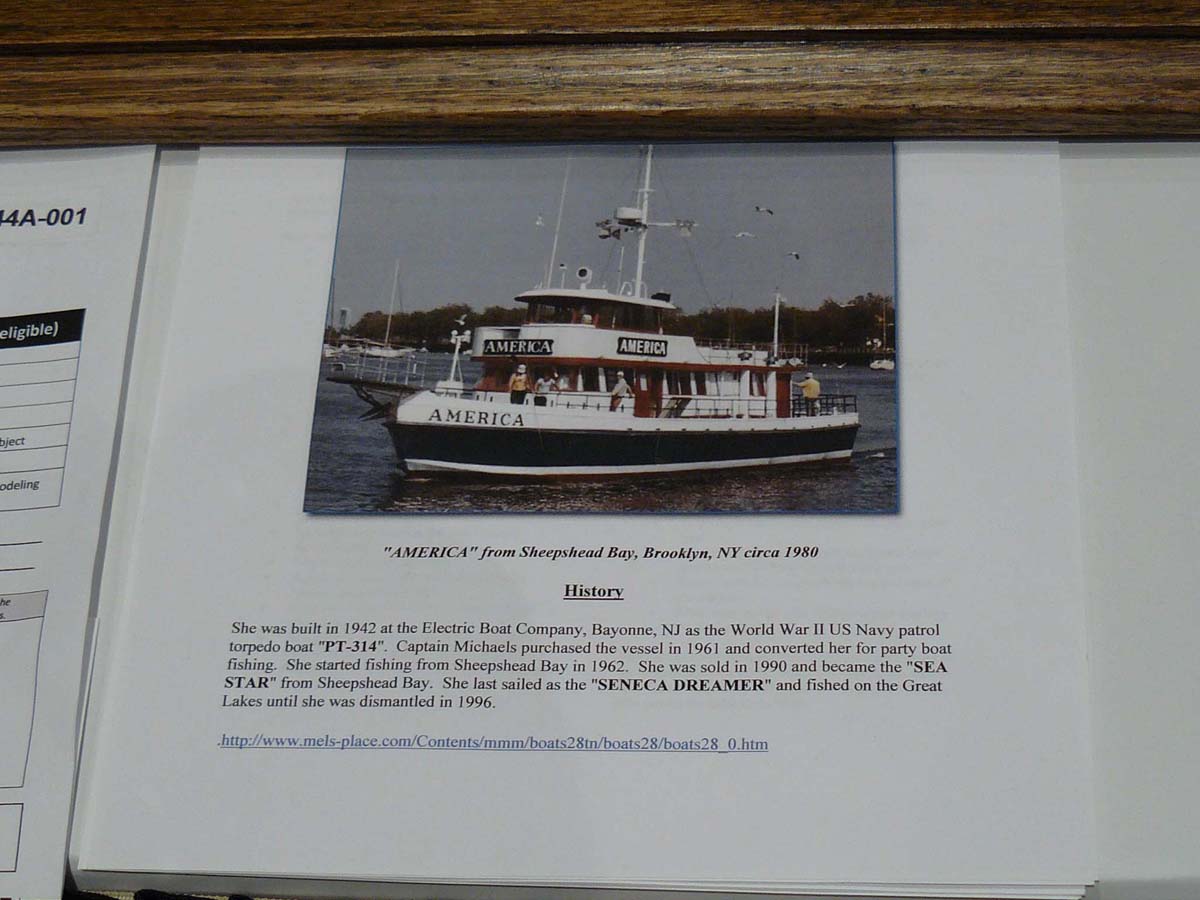 44A-001
eligible)
bject
odeling
he
s.
AMERICA
AMERICA
AMERICA
"AMERICA" from Sheepshead Bay, Brooklyn, NY circa 1980
History
She was built in 1942 at the Electric Boat Company, Bayonne, NJ as the World War II US Navy patrol
torpedo boat "PT-314". Captain Michaels purchased the vessel in 1961 and converted her for party boat
fishing. She started fishing from Sheepshead Bay in 1962. She was sold in 1990 and became the "SEA
STAR" from Sheepshead Bay. She last sailed as the "SENECA DREAMER" and fished on the Great
Lakes until she was dismantled in 1996.
.http://www.mels-place.com/Contents/mmm/boats28tn/boats28/boats28_0.htm